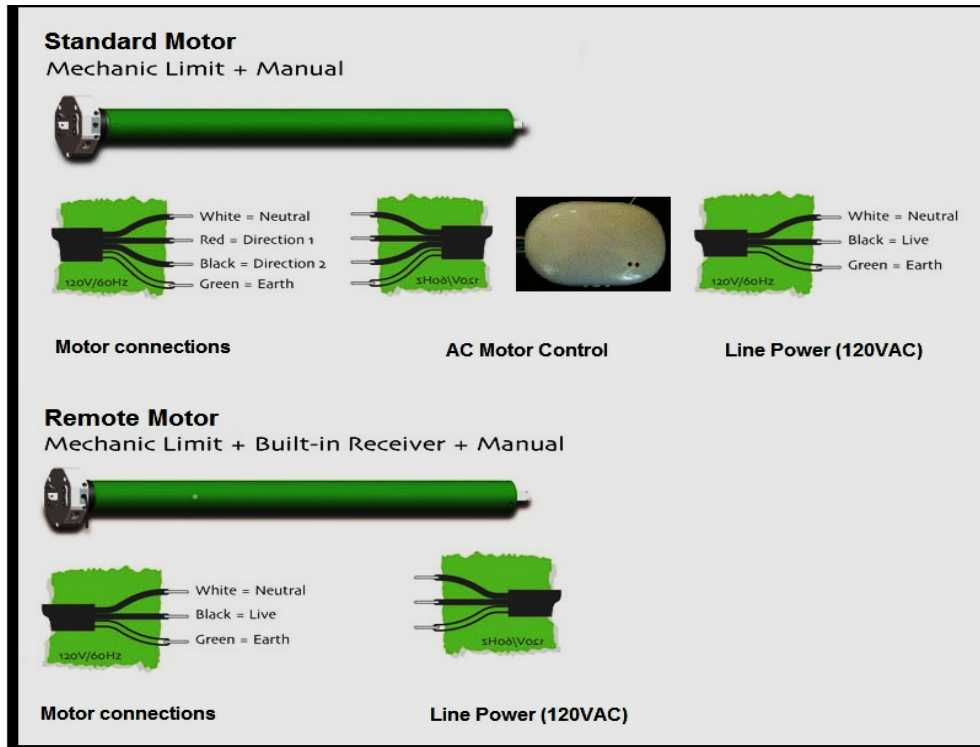 Standard Motor
Mechanic Limit + Manual
White = Neutral
Red = Direction 1
Black = Direction 2
Green = Earth
120V/60Hz
120V/60Hz
White = Neutral
Black = Live
Green = Earth
120V/60Hz
Motor connections
AC Motor Control
Line Power (120VAC)
Remote Motor
Mechanic Limit + Built-in Receiver + Manual
White = Neutral
Black = Live
Green = Earth
120V/60Hz
120V/60Hz
Motor connections
Line Power (120VAC)